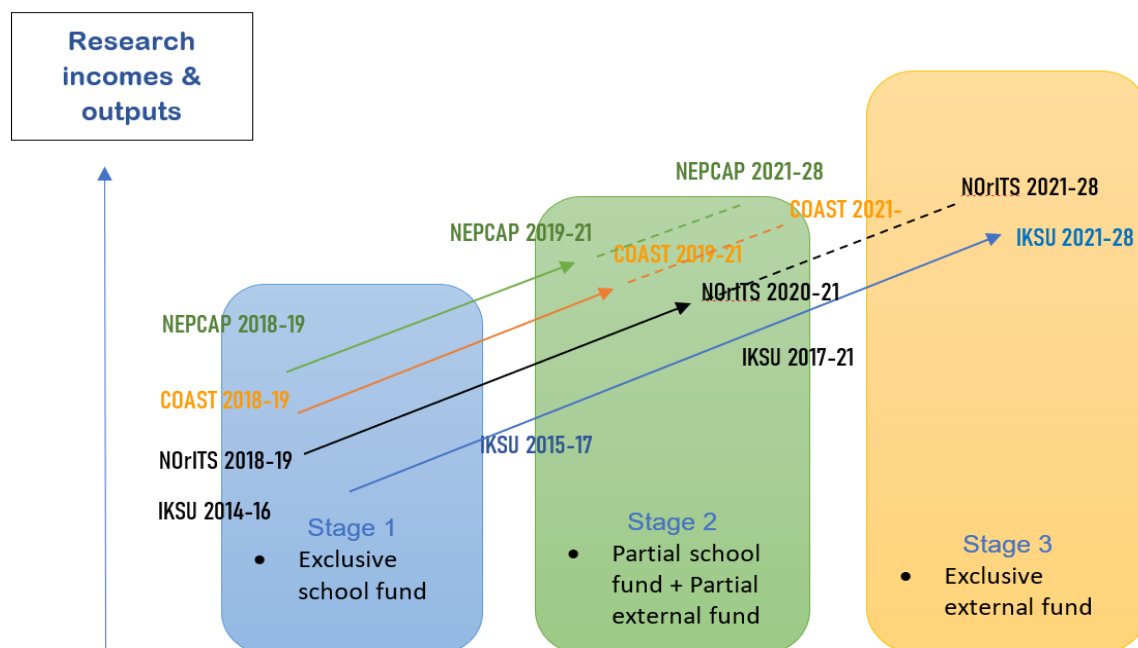 Research
incomes &
outputs
NEPCAP 2021-28
NOrITS 2021-28
COAST 2021-
NEPCAP 2019-21
IKSU 2021-28
COAST 2019-21
NOrITS 2020-21
NEPCAP 2018-19
IKSU 2017-21
COAST 2018-19
IKSU 2015-17
NOrITS 2018-19
IKSU 2014-16
Stage 1
• Exclusive
school fund
Stage 2
• Partial school
fund + Partial
external fund
Stage 3
• Exclusive
external fund